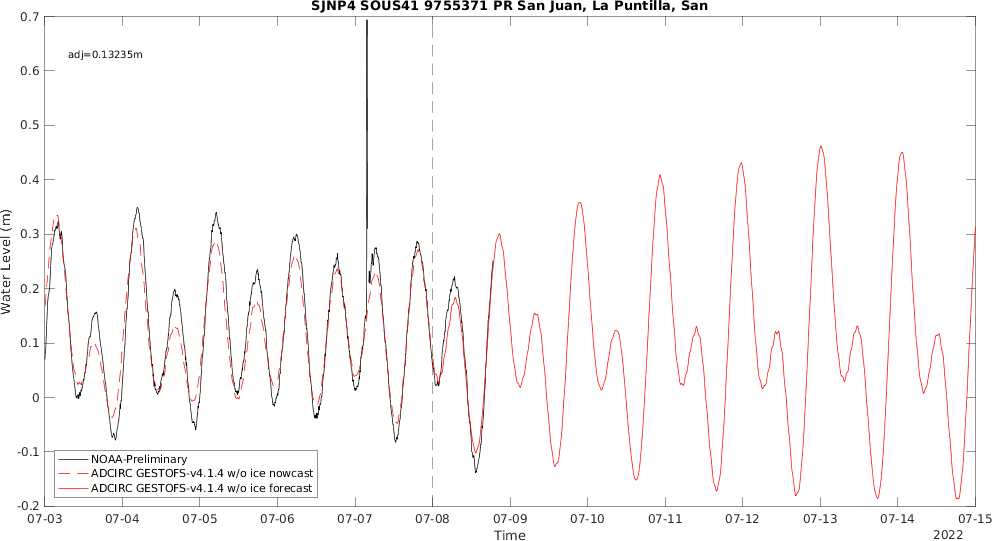 SJNP4 SOUS41 9755371 PR San Juan, La Puntilla, San
adj=0.13235m
Water Level (m)
0.7
0.6
0.5
0.4
0.3
0.2
0.1
0
-0.1
-0.2
NOAA-Preliminary
ADCIRC GESTOFS-v4.1.4 w/o ice nowcast
ADCIRC GESTOFS-v4.1.4 w/o ice forecast
07-03 07-04 07-05 07-06 07-07 07-08 07-09 07-10 07-11 07-12 07-13 07-14 07-15
Time
2022